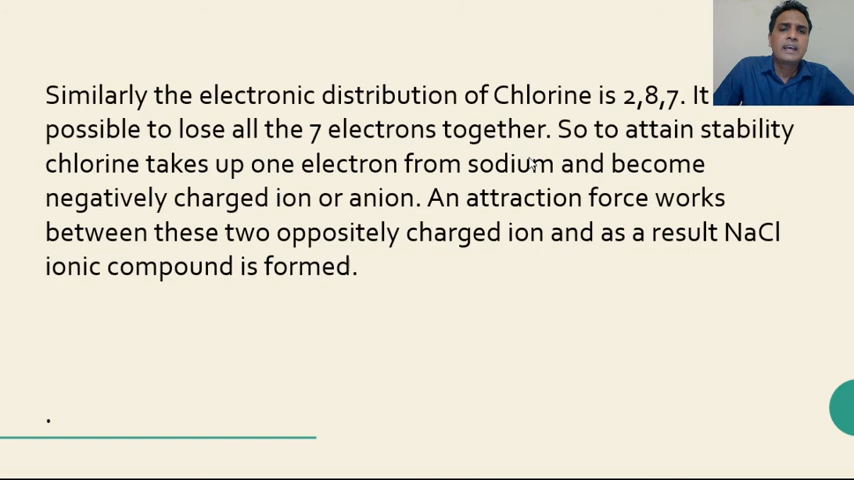 Similarly the electronic distribution of Chlorine is 2,8,7. It
possible to lose all the 7 electrons together. So to attain stability
chlorine takes up one electron from sodium and become
negatively charged ion or anion. An attraction force works
between these two oppositely charged ion and as a result NaCl
ionic compound is formed.
.